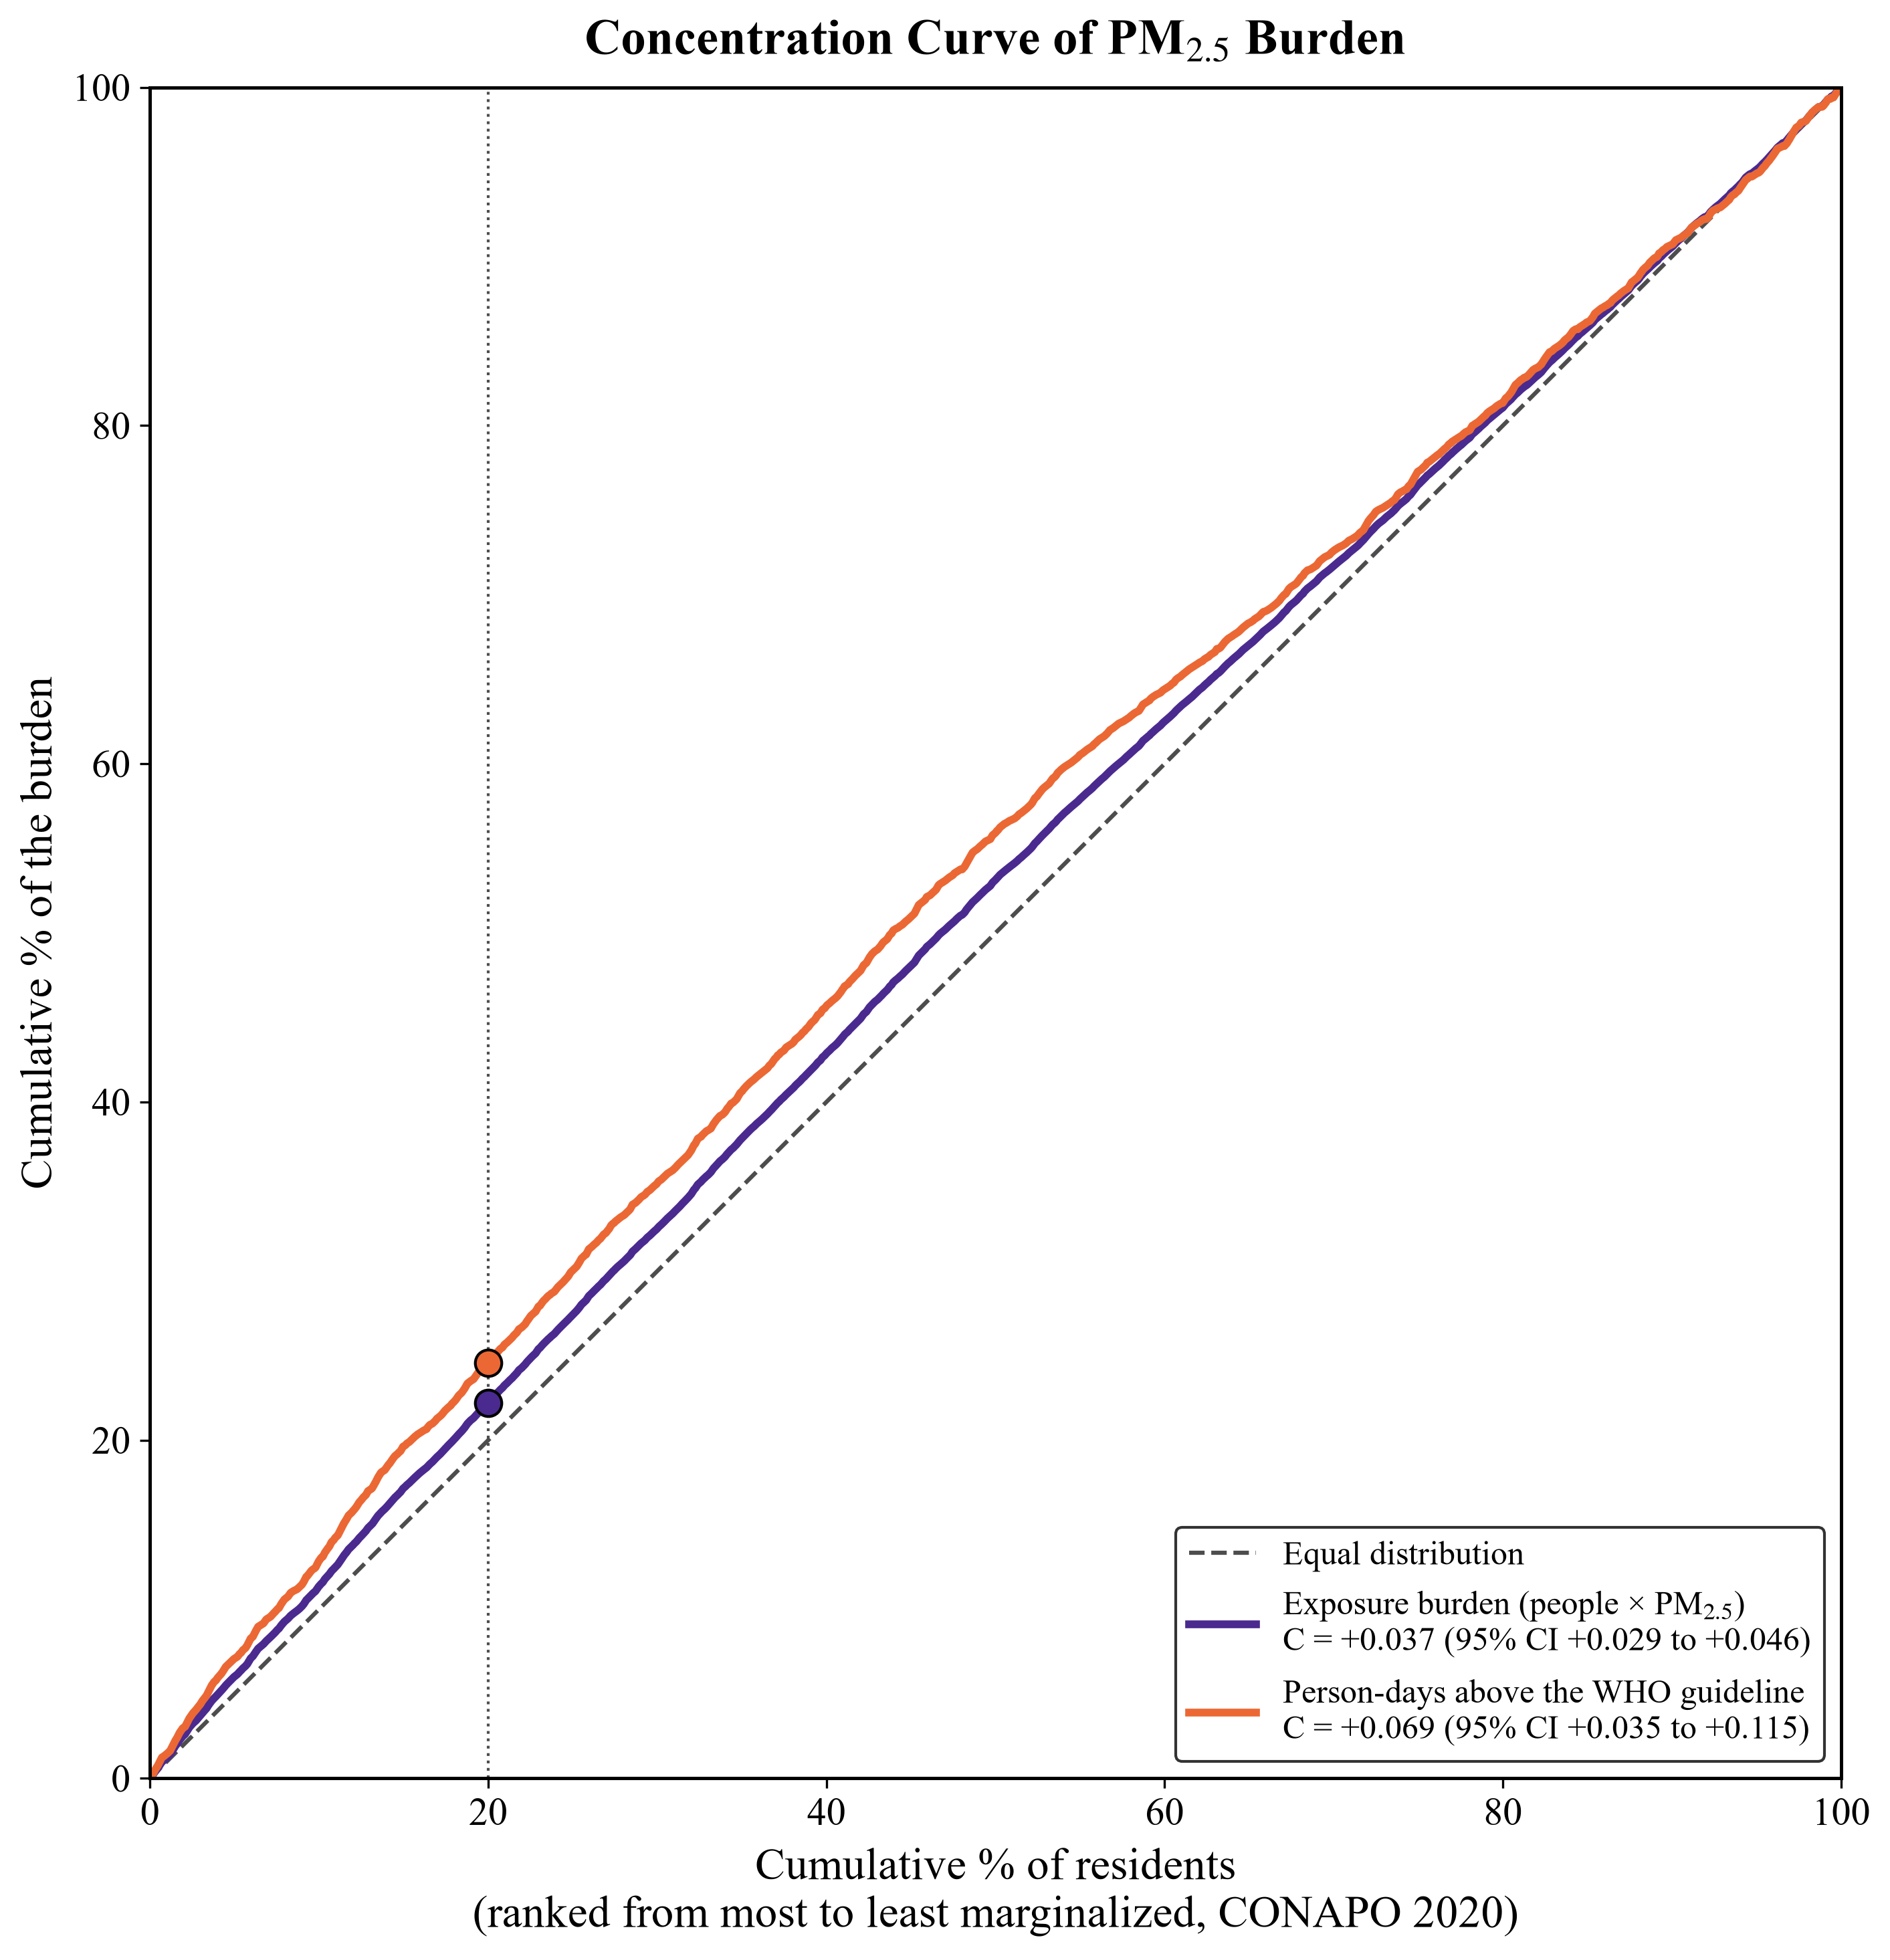 Concentration Curve of PM2.5 Burden
100
80
60
40
20
0
Cumulative % of the burden
Equal distribution
Exposure burden (people × PM2.5)
C = +0.037 (95% CI +0.029 to +0.046)
Person-days above the WHO guideline
C = +0.069 (95% CI +0.035 to +0.115)
0 20 40 60 80 100
Cumulative % of residents
(ranked from most to least marginalized, CONAPO 2020)